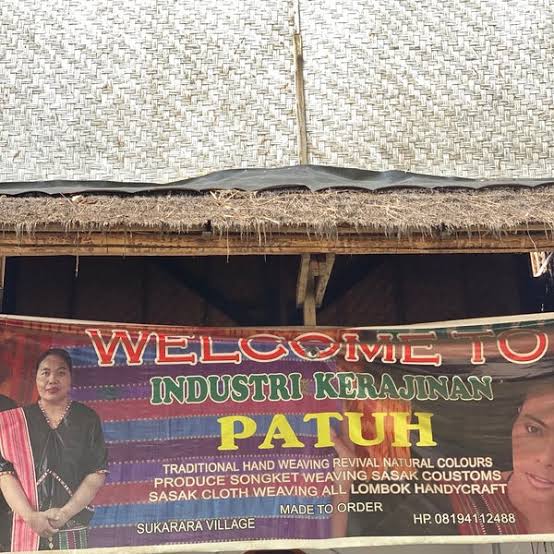 WELCOME TO
INDUSTRI KERAJINAN
PATUH
TRADITIONAL HAND WEAVING REVIVAL NATURAL COLOURS
PRODUCE SONGKET WEAVING SASAK COUSTOMS
SASAK CLOTH WEAVING ALL LOMBOK HANDYCRAFT
MADE TO ORDER
SUKARARA VILLAGE
HP. 08194112488